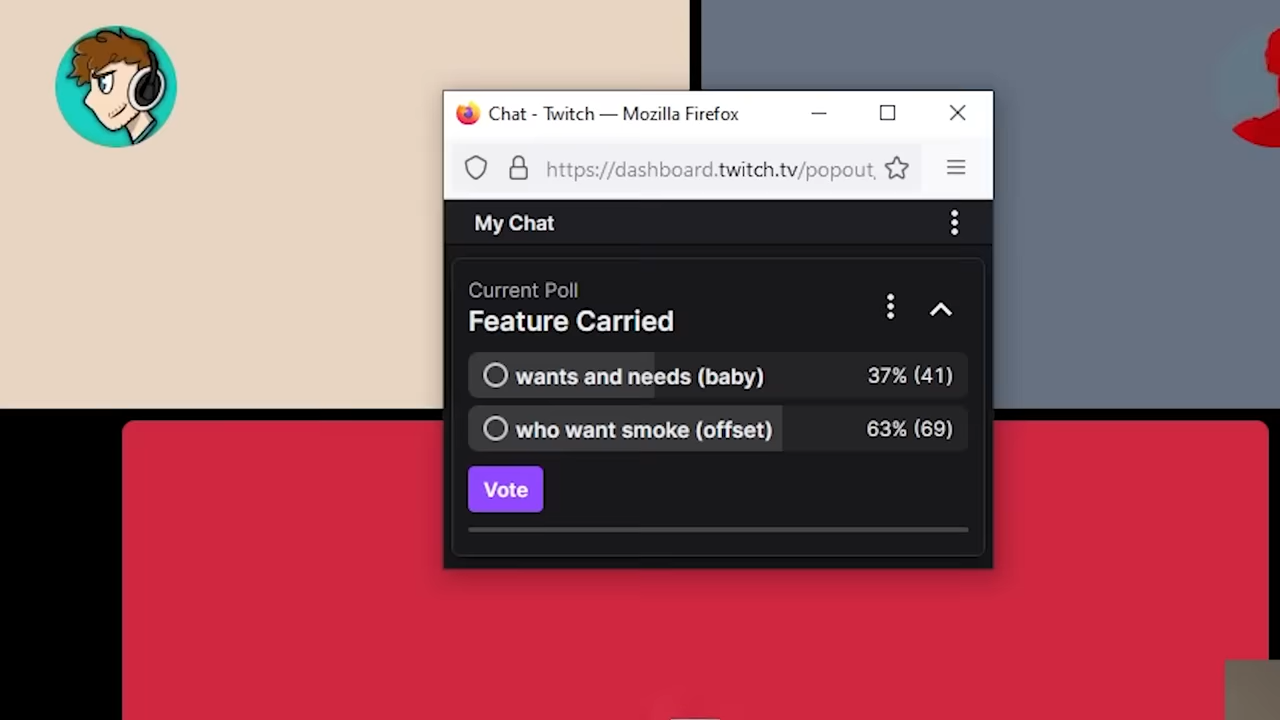 Chat - Twitch — Mozilla Firefox
https://dashboard.twitch.tv/popout
My Chat
Current Poll
Feature Carried
wants and needs (baby) 37% (41)
who want smoke (offset) 63% (69)
Vote